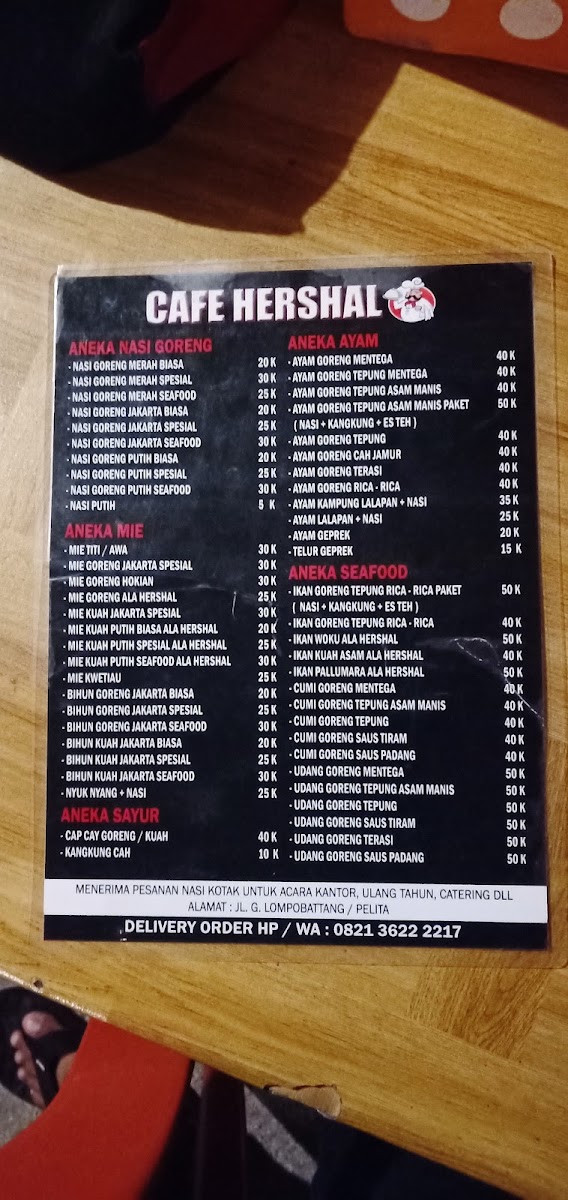 CAFE HERSHAL
ANEKA NASI GORENG
- NASI GORENG MERAH BIASA 20 K
- NASI GORENG MERAH SPESIAL 30 K
- NASI GORENG MERAH SEAFOOD 25 K
- NASI GORENG JAKARTA BIASA 20 K
- NASI GORENG JAKARTA SPESIAL 25 K
- NASI GORENG JAKARTA SEAFOOD 30 K
- NASI GORENG PUTIH BIASA 20 K
- NASI GORENG PUTIH SPESIAL 25 K
- NASI GORENG PUTIH SEAFOOD 30 K
- NASI PUTIH 5 K
ANEKA MIE
- MIE TITI / AWA 30 K
- MIE GORENG JAKARTA SPESIAL 30 K
- MIE GORENG HOKIAN 30 K
- MIE GORENG ALA HERSHAL 25 K
- MIE KUAH JAKARTA SPESIAL 30 K
- MIE KUAH PUTIH BIASA ALA HERSHAL 20 K
- MIE KUAH PUTIH SPESIAL ALA HERSHAL 25 K
- MIE KUAH PUTIH SEAFOOD ALA HERSHAL 30 K
- MIE KWETIAU 25 K
- BIHUN GORENG JAKARTA BIASA 20 K
- BIHUN GORENG JAKARTA SPESIAL 25 K
- BIHUN GORENG JAKARTA SEAFOOD 30 K
- BIHUN KUAH JAKARTA BIASA 20 K
- BIHUN KUAH JAKARTA SPESIAL 25 K
- BIHUN KUAH JAKARTA SEAFOOD 30 K
- NYUK NYANG + NASI 25 K
ANEKA SAYUR
- CAP CAY GORENG / KUAH 40 K
- KANGKUNG CAH 10 K
ANEKA AYAM
- AYAM GORENG MENTEGA 40 K
- AYAM GORENG TEPUNG MENTEGA 40 K
- AYAM GORENG TEPUNG ASAM MANIS 40 K
- AYAM GORENG TEPUNG ASAM MANIS PAKET 50 K
( NASI + KANGKUNG + ES TEH )
- AYAM GORENG TEPUNG 40 K
- AYAM GORENG CAH JAMUR 40 K
- AYAM GORENG TERASI 40 K
- AYAM GORENG RICA - RICA 40 K
- AYAM KAMPUNG LALAPAN + NASI 35 K
- AYAM LALAPAN + NASI 25 K
- AYAM GEPREK 20 K
- TELUR GEPREK 15 K
ANEKA SEAFOOD
- IKAN GORENG TEPUNG RICA - RICA PAKET 50 K
( NASI + KANGKUNG + ES TEH )
- IKAN GORENG TEPUNG RICA - RICA 40 K
- IKAN WOKU ALA HERSHAL 50 K
- IKAN KUAH ASAM ALA HERSHAL 40 K
- IKAN PALLUMARA ALA HERSHAL 50 K
- CUMI GORENG MENTEGA 40 K
- CUMI GORENG TEPUNG ASAM MANIS 40 K
- CUMI GORENG TEPUNG 40 K
- CUMI GORENG SAUS TIRAM 40 K
- CUMI GORENG SAUS PADANG 40 K
- UDANG GORENG MENTEGA 50 K
- UDANG GORENG TEPUNG ASAM MANIS 50 K
- UDANG GORENG TEPUNG 50 K
- UDANG GORENG SAUS TIRAM 50 K
- UDANG GORENG TERASI 50 K
- UDANG GORENG SAUS PADANG 50 K
MENERIMA PESANAN NASI KOTAK UNTUK ACARA KANTOR, ULANG TAHUN, CATERING DLL
ALAMAT : JL. G. LOMPOBATTANG / PELITA
DELIVERY ORDER HP / WA : 0821 3622 2217